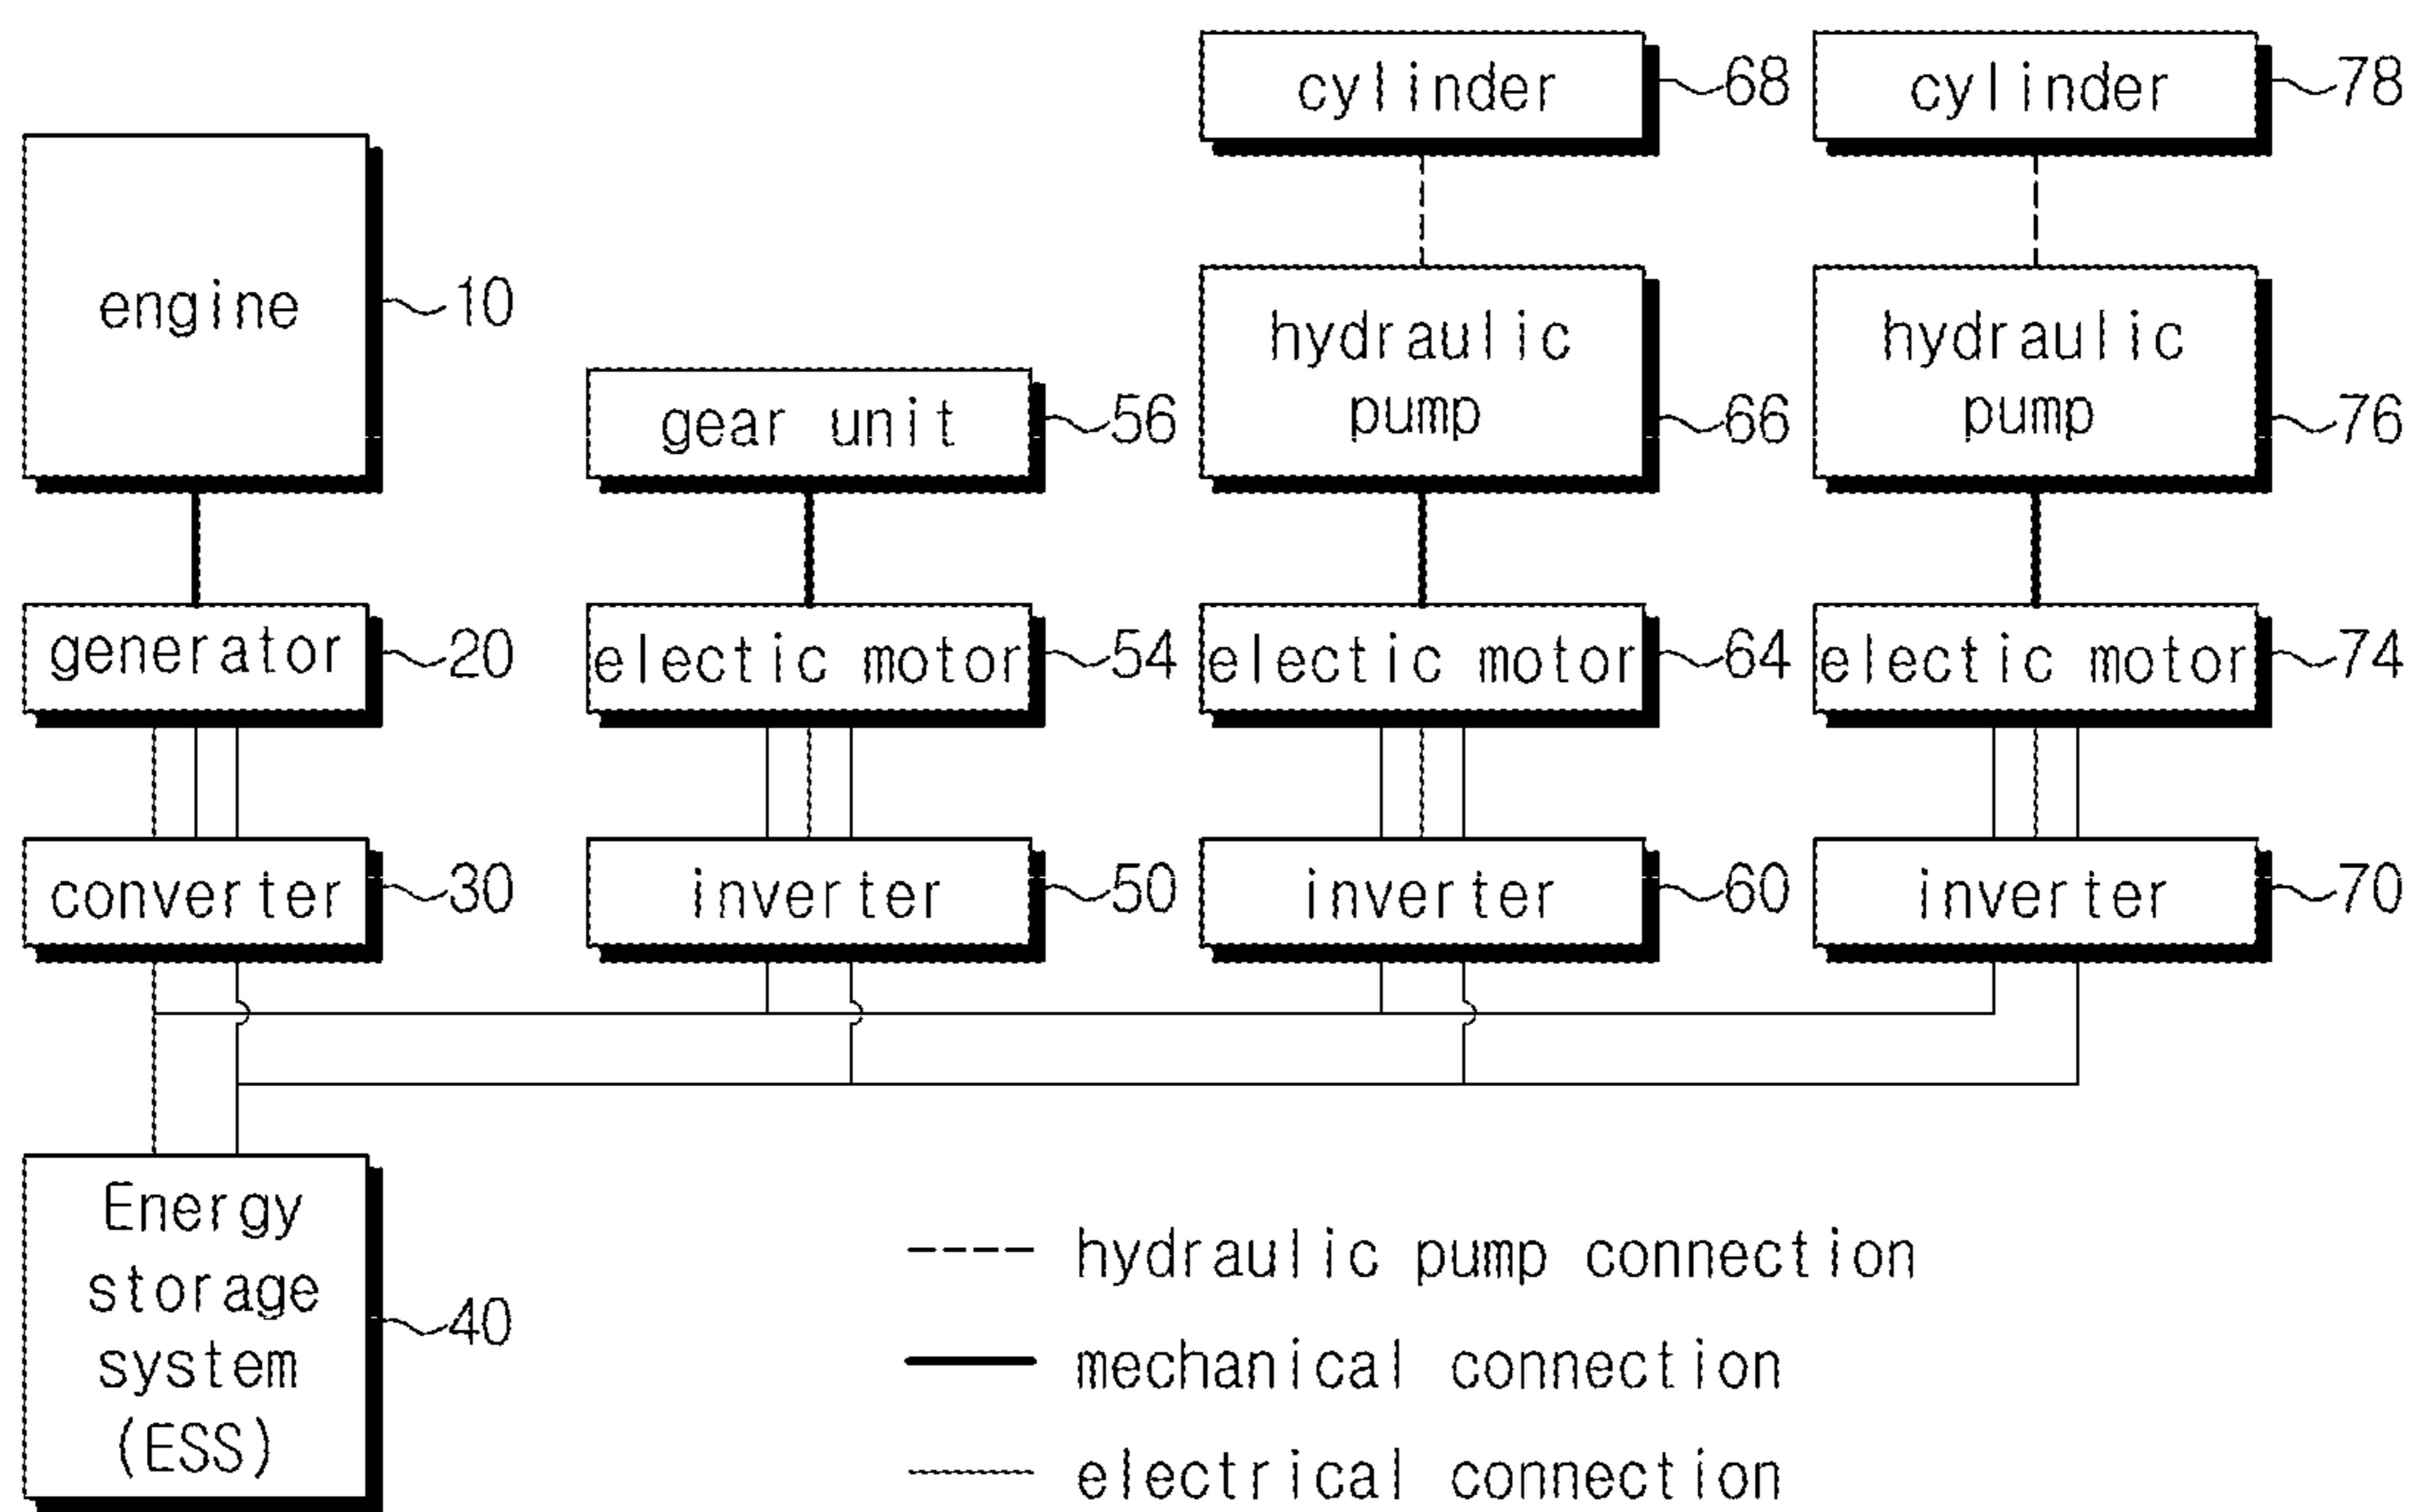 cylinder 68
cylinder 78
engine 10
hydraulic
pump 66
hydraulic
pump 76
gear unit 56
generator 20
electic motor 54
electic motor 64
electic motor 74
converter 30
inverter 50
inverter 60
inverter 70
Energy
storage
system
(ESS)
40
hydraulic pump connection
mechanical connection
electrical connection